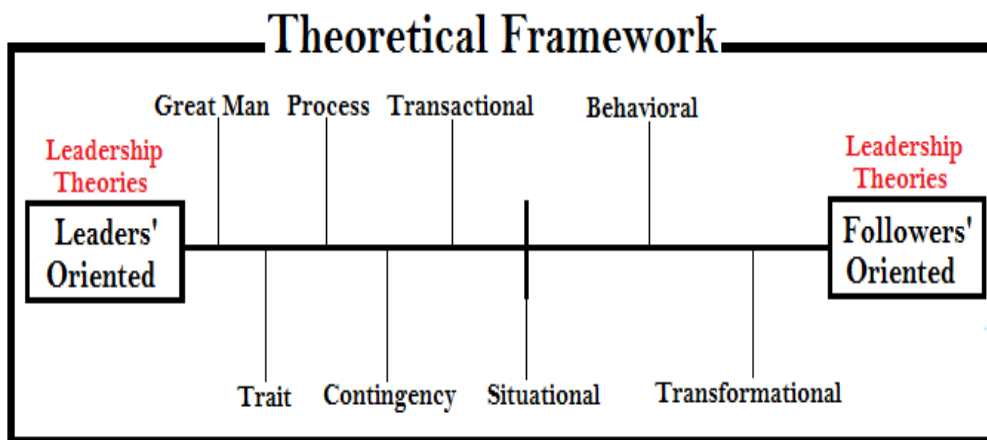 Theoretical Framework
Great Man
Process
Transactional
Behavioral
Leadership
Theories
Leaders'
Oriented
Leadership
Theories
Followers'
Oriented
Trait
Contingency
Situational
Transformational